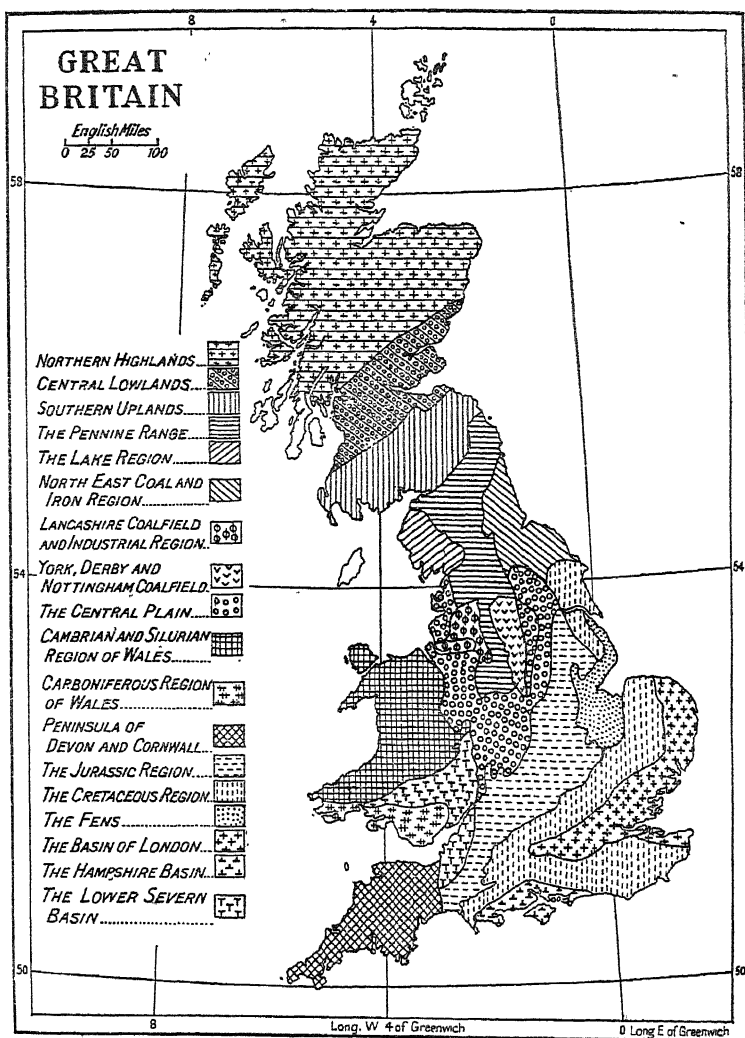 8 4 0
GREAT
BRITAIN
English Miles
0 25 50 100
58 58
NORTHERN HIGHLANDS
CENTRAL LOWLANDS
SOUTHERN UPLANDS
THE PENNINE RANGE
THE LAKE REGION
NORTH EAST COAL AND
IRON REGION
LANCASHIRE COALFIELD
AND INDUSTRIAL REGION
54 54
YORK, DERBY AND
NOTTINGHAM COALFIELD
THE CENTRAL PLAIN
CAMBRIAN AND SILURIAN
REGION OF WALES
CARBONIFEROUS REGION
OF WALES
PENINSULA OF
DEVON AND CORNWALL
THE JURASSIC REGION
THE CRETACEOUS REGION
THE FENS
THE BASIN OF LONDON
THE HAMPSHIRE BASIN
THE LOWER SEVERN
BASIN
50 50
8 Long. W 4 of Greenwich 0 Long E of Greenwich